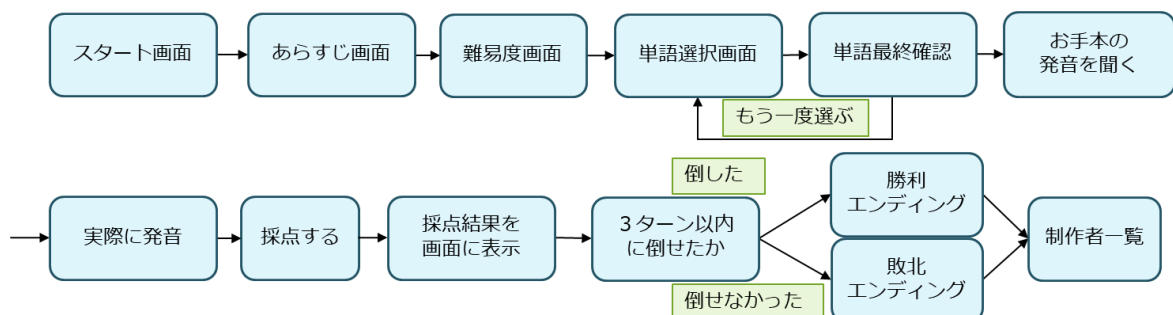 スタート画面
あらすじ画面
難易度画面
単語選択画面
単語最終確認
お手本の
発音を聞く
もう一度選ぶ
実際に発音
採点する
採点結果を
画面に表示
３ターン以内
に倒せたか
倒した
倒せなかった
勝利
エンディング
敗北
エンディング
制作者一覧